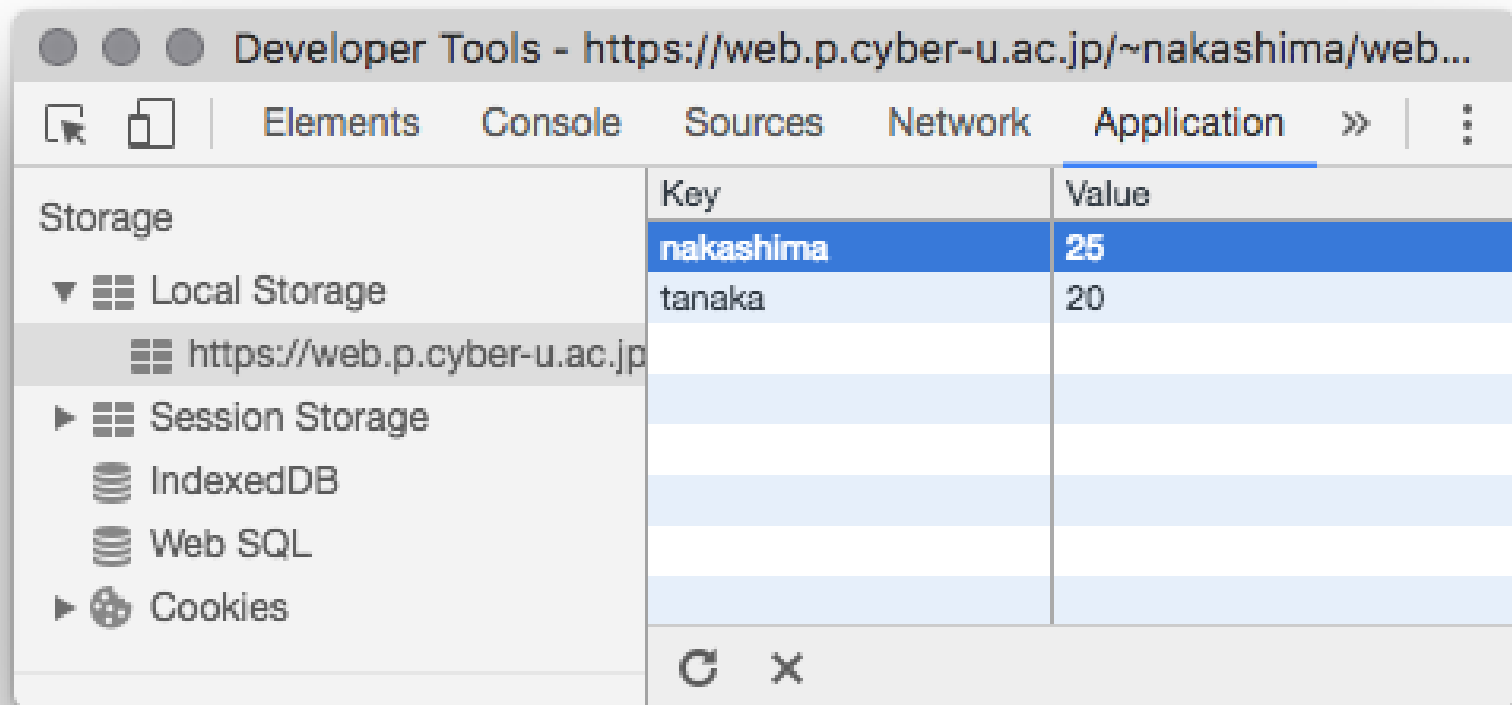 Developer Tools - https://web.p.cyber-u.ac.jp/~nakashima/web...
Elements Console Sources Network Application »
Storage
Local Storage
https://web.p.cyber-u.ac.jp
Session Storage
IndexedDB
Web SQL
Cookies
Key Value
nakashima 25
tanaka 20